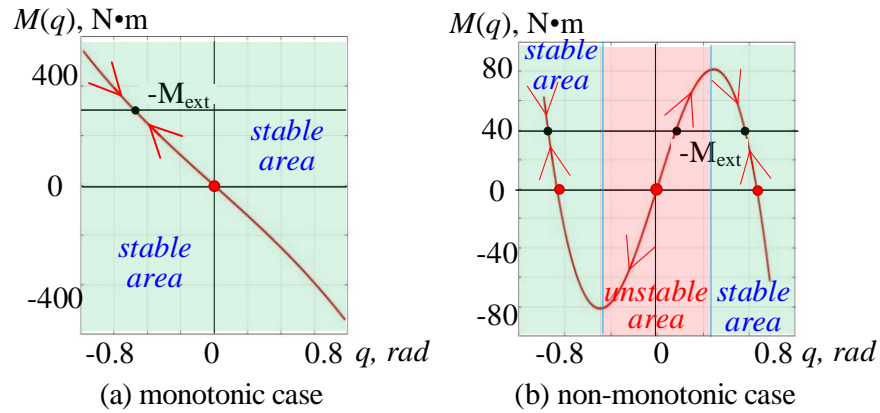 M(q), N•m
400
0
-400
-M_ext
stable
area
stable
area
-0.8
0
0.8
q, rad
(a) monotonic case
M(q), N•m
80
40
0
-40
-80
stable
area
-M_ext
unstable
area
stable
area
-0.8
0
0.8
q, rad
(b) non-monotonic case